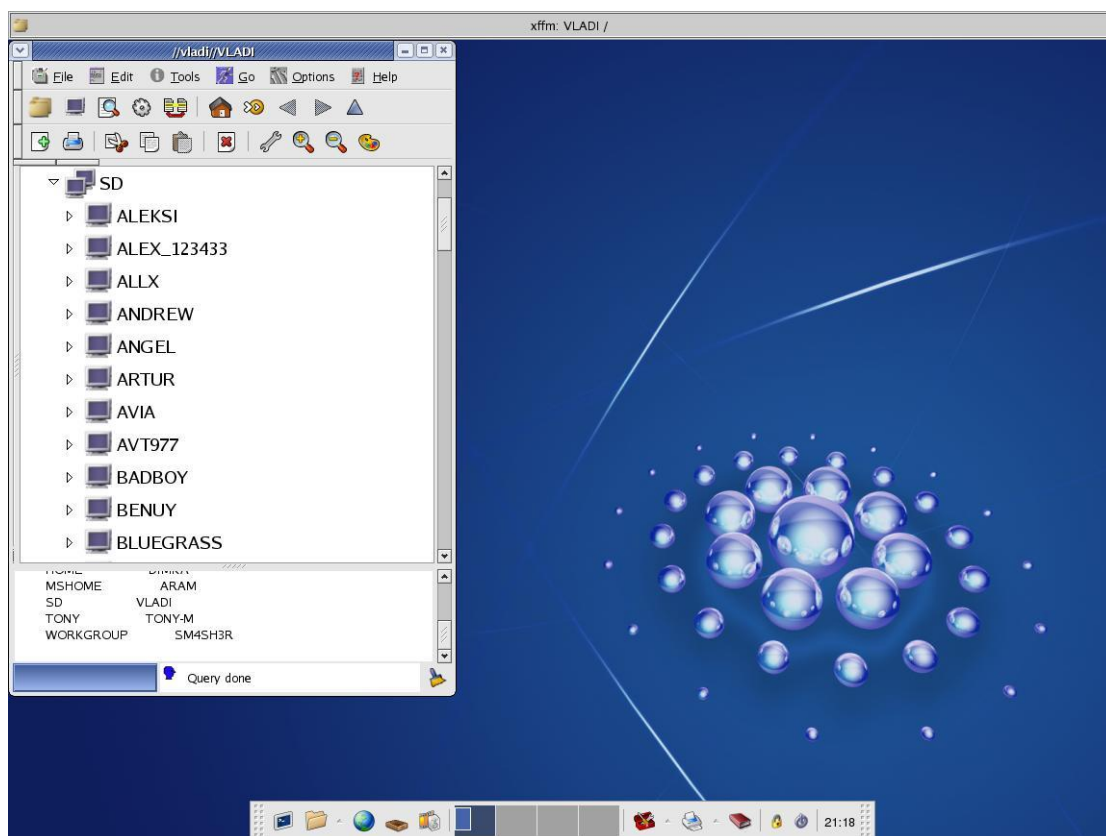 xffm: VLADI /
//vladi//VLADI
File Edit Tools Go Options Help
SD
ALEKSI
ALEX_123433
ALLX
ANDREW
ANGEL
ARTUR
AVIA
AVT977
BADBOY
BENUY
BLUEGRASS
MSHOME ARAM
SD VLADI
TONY TONY-M
WORKGROUP SM4SH3R
Query done
21:18